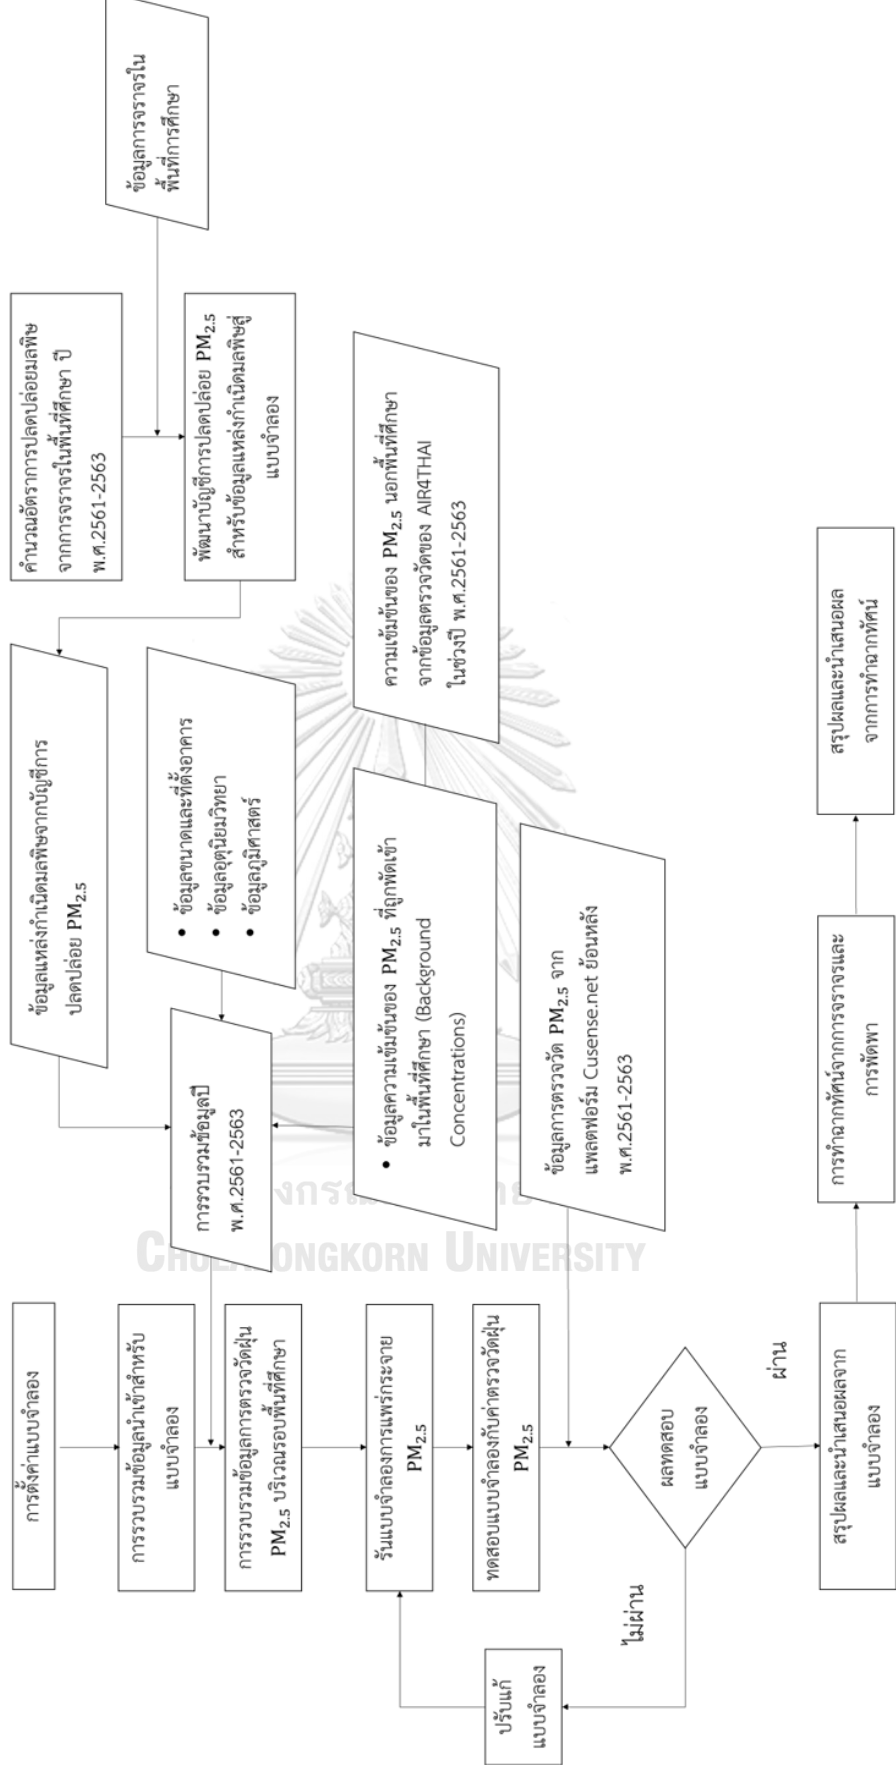 การตั้งค่าแบบจำลอง
การรวบรวมข้อมูลนำเข้าสำหรับ
แบบจำลอง
การรวบรวมข้อมูลการตรวจวัดฝุ่น
PM2.5 บริเวณรอบพื้นที่ศึกษา
รันแบบจำลองการแพร่กระจาย
PM2.5
ทดสอบแบบจำลองกับค่าตรวจวัดฝุ่น
PM2.5
ผลทดสอบ
แบบจำลอง
ไม่ผ่าน
ปรับแก้
แบบจำลอง
ผ่าน
สรุปผลและนำเสนอผลจาก
แบบจำลอง
การทำฉากทัศน์จากการจราจรและ
การพัดพา
สรุปผลและนำเสนอผล
จากการทำฉากทัศน์
การรวบรวมข้อมูลปี
พ.ศ.2561-2563
ข้อมูลแหล่งกำเนิดมลพิษจากบัญชีการ
ปลดปล่อย PM2.5
• ข้อมูลขนาดและที่ตั้งอาคาร
• ข้อมูลอุตุนิยมวิทยา
• ข้อมูลภูมิศาสตร์
• ข้อมูลความเข้มข้นของ PM2.5 ที่ถูกพัดเข้า
มาในพื้นที่ศึกษา (Background
Concentrations)
ข้อมูลการตรวจวัด PM2.5 จาก
แพลตฟอร์ม Cusense.net ย้อนหลัง
พ.ศ.2561-2563
คำนวณอัตราการปลดปล่อยมลพิษ
จากการจราจรในพื้นที่ศึกษา ปี
พ.ศ.2561-2563
พัฒนาบัญชีการปลดปล่อย PM2.5
สำหรับข้อมูลแหล่งกำเนิดมลพิษสู่
แบบจำลอง
ความเข้มข้นของ PM2.5 นอกพื้นที่ศึกษา
จากข้อมูลตรวจวัดของ AIR4THAI
ในช่วงปี พ.ศ.2561-2563
ข้อมูลการจราจรใน
พื้นที่การศึกษา
CHULALONGKORN UNIVERSITY